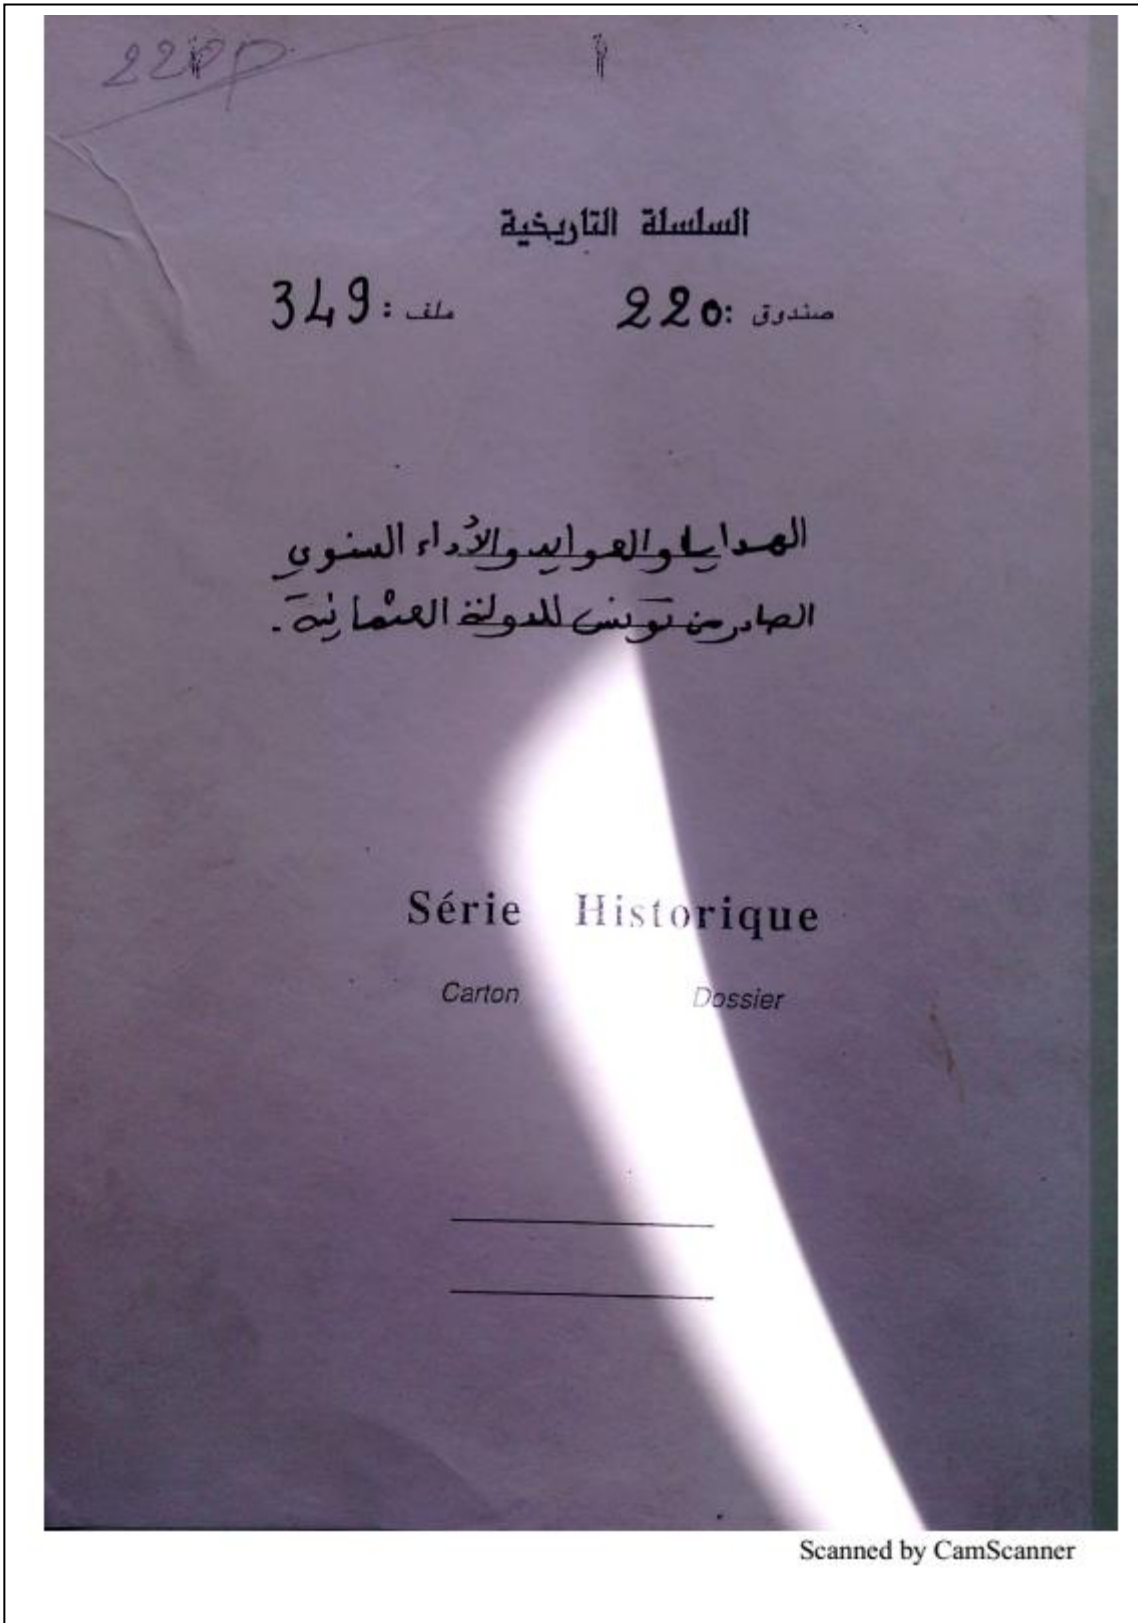 22pp
السلسلة التاريخية
صندوق : 220 ملف : 349
الهدايا والعوايد والأداء السنوي
الصادر من تونس للدولة العثمانية .
Série Historique
Carton Dossier
Scanned by CamScanner